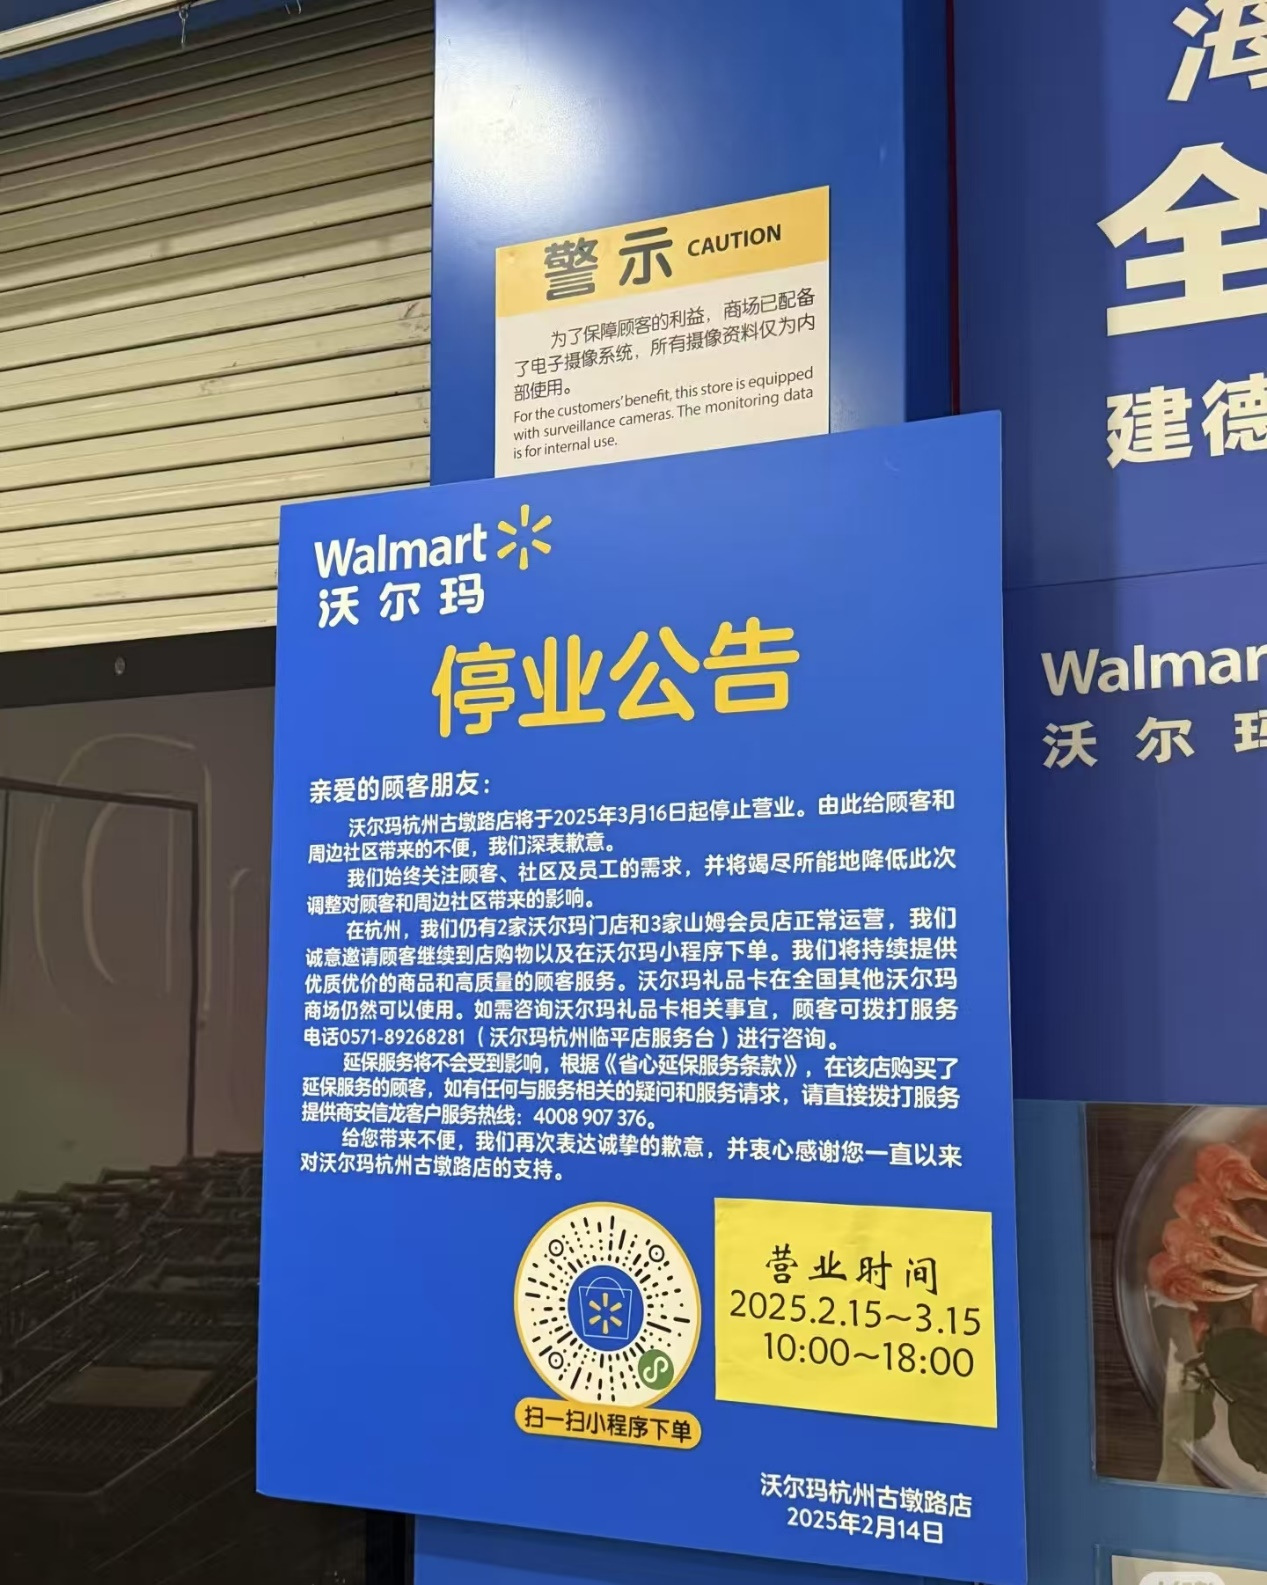 海
全
建德
Walmar
沃尔玛
警示 CAUTION
为了保障顾客的利益，商场已配备
了电子摄像系统，所有摄像资料仅为内
部使用。
For the customers' benefit, this store is equipped
with surveillance cameras. The monitoring data
is for internal use.
Walmart
沃尔玛
停业公告
亲爱的顾客朋友：
沃尔玛杭州古墩路店将于2025年3月16日起停止营业。由此给顾客和
周边社区带来的不便，我们深表歉意。
我们始终关注顾客、社区及员工的需求，并将竭尽所能地降低此次
调整对顾客和周边社区带来的影响。
在杭州，我们仍有2家沃尔玛门店和3家山姆会员店正常运营，我们
诚意邀请顾客继续到店购物以及在沃尔玛小程序下单。我们将持续提供
优质优价的商品和高质量的顾客服务。沃尔玛礼品卡在全国其他沃尔玛
商场仍然可以使用。如需咨询沃尔玛礼品卡相关事宜，顾客可拨打服务
电话0571-89268281（沃尔玛杭州临平店服务台）进行咨询。
延保服务将不会受到影响，根据《省心延保服务条款》，在该店购买了
延保服务的顾客，如有任何与服务相关的疑问和服务请求，请直接拨打服务
提供商安信龙客户服务热线：4008 907 376。
给您带来不便，我们再次表达诚挚的歉意，并衷心感谢您一直以来
对沃尔玛杭州古墩路店的支持。
营业时间
2025.2.15~3.15
10:00~18:00
扫一扫小程序下单
沃尔玛杭州古墩路店
2025年2月14日